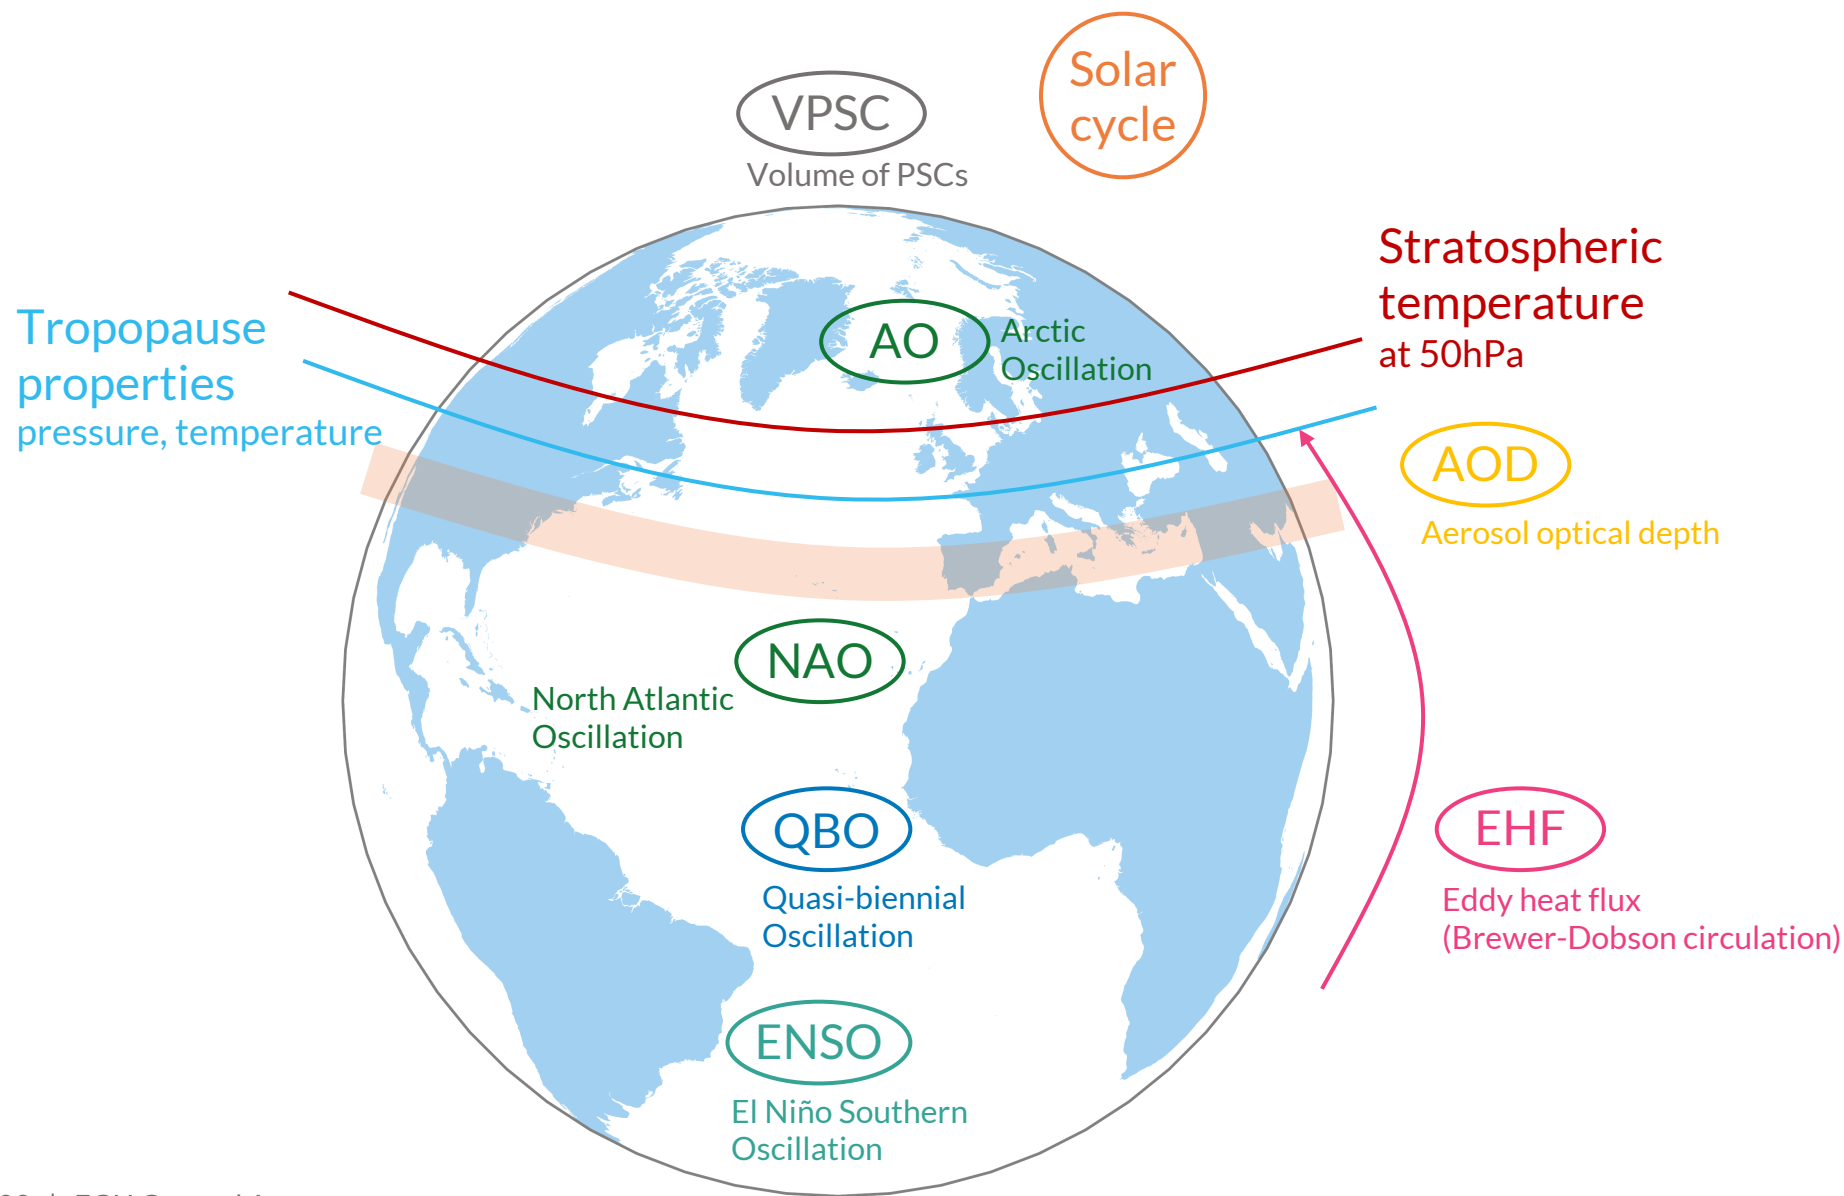 Solar
cycle
VPSC
Volume of PSCs
Stratospheric
temperature
at 50hPa
Tropopause
properties
pressure, temperature
AO
Arctic
Oscillation
AOD
Aerosol optical depth
NAO
North Atlantic
Oscillation
QBO
Quasi-biennial
Oscillation
EHF
Eddy heat flux
(Brewer-Dobson circulation)
ENSO
El Niño Southern
Oscillation